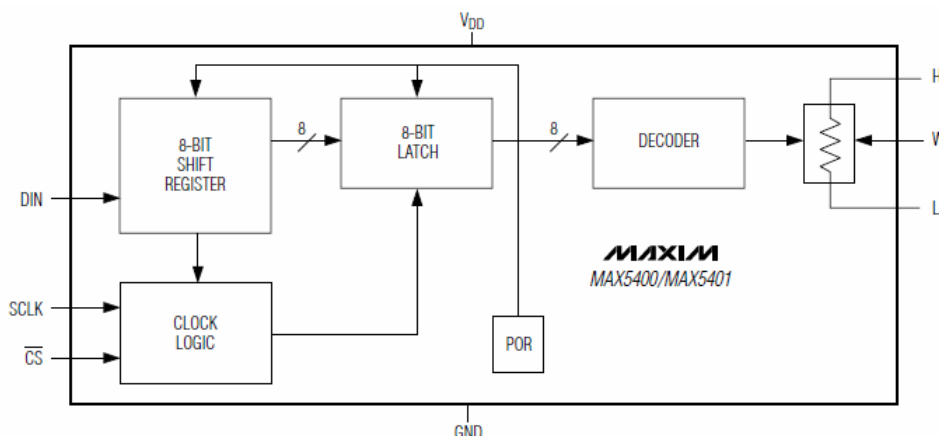 VDD
8-BIT
SHIFT
REGISTER
8
8-BIT
LATCH
8
DECODER
H
W
L
DIN
SCLK
CS
CLOCK
LOGIC
POR
MAXIM
MAX5400/MAX5401
GND